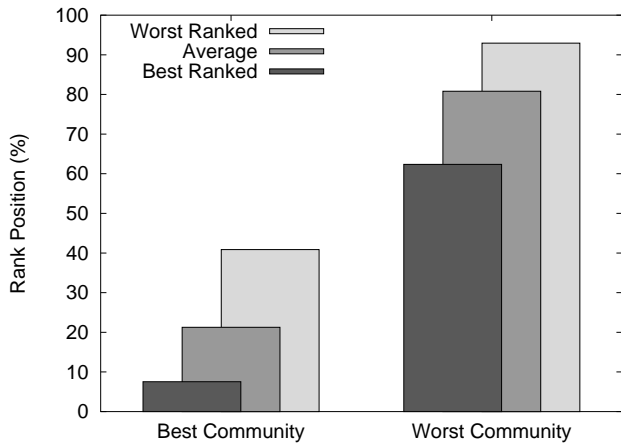 Rank Position (%)
100
90
80
70
60
50
40
30
20
10
0
Worst Ranked
Average
Best Ranked
Best Community
Worst Community